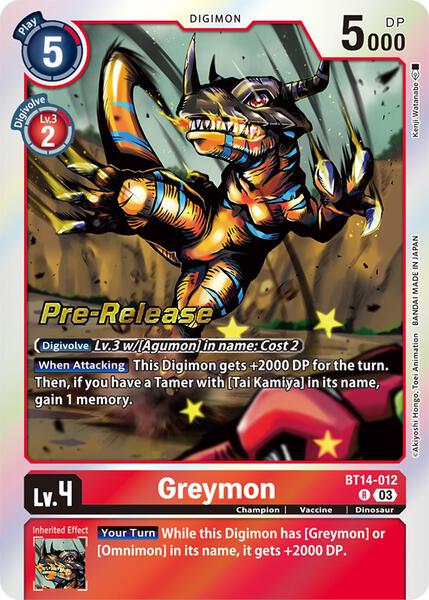 Play
5
DIGIMON
DP
5000
Digivolve
Lv.3
2
Kenji Watanabe
©Akiyoshi Hongo, Toei Animation BANDAI MADE IN JAPAN
Pre-Release
Digivolve Lv.3 w/[Agumon] in name: Cost 2
When Attacking This Digimon gets +2000 DP for the turn.
Then, if you have a Tamer with [Tai Kamiya] in its name,
gain 1 memory.
Lv.4
Greymon
BT14-012
R 03
Champion | Vaccine | Dinosaur
Inherited Effect
Your Turn While this Digimon has [Greymon] or
[Omnimon] in its name, it gets +2000 DP.